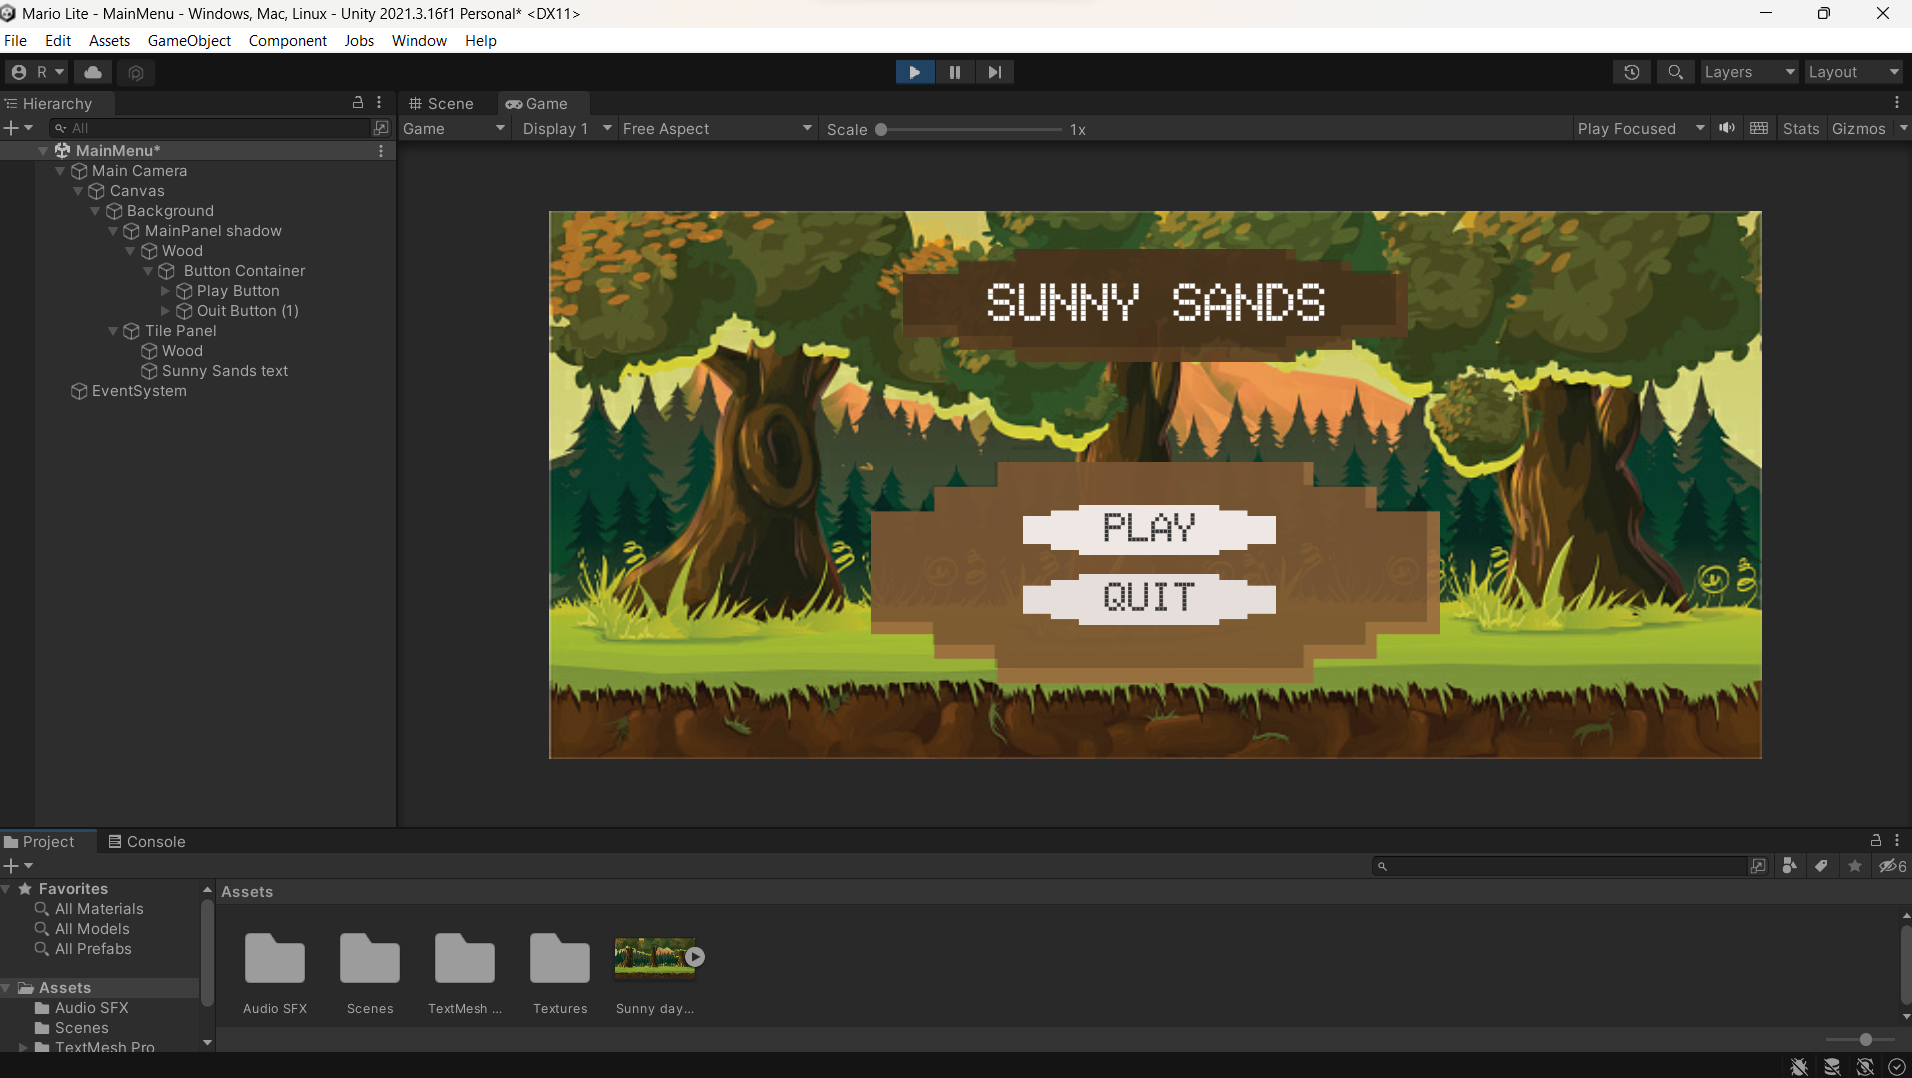 Mario Lite - MainMenu - Windows, Mac, Linux - Unity 2021.3.16f1 Personal* <DX11>
File Edit Assets GameObject Component Jobs Window Help
R Layers Layout
Hierarchy
All
MainMenu*
Main Camera
Canvas
Background
MainPanel shadow
Wood
Button Container
Play Button
Ouit Button (1)
Tile Panel
Wood
Sunny Sands text
EventSystem
Scene Game
Game Display 1 Free Aspect Scale 1x Play Focused Stats Gizmos
SUNNY SANDS
PLAY
QUIT
Project Console
6
Favorites
All Materials
All Models
All Prefabs
Assets
Audio SFX
Scenes
TextMesh Pro
Assets
Audio SFX Scenes TextMesh ... Textures Sunny day...